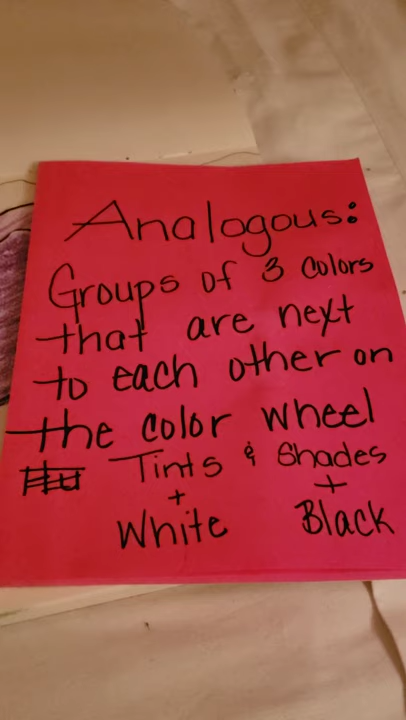 Analogous:
Groups of 3 Colors
that are next
to each other on
the color wheel
Tints & Shades
+ +
White Black